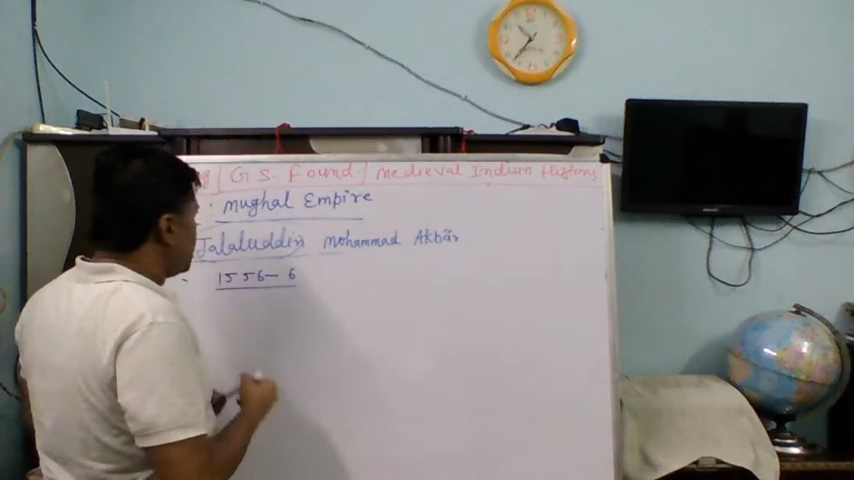 G S. Found. | Medieval Indian History
: Mughal Empire
Jalaluddin Mohammad Akbar
- 1556- 6